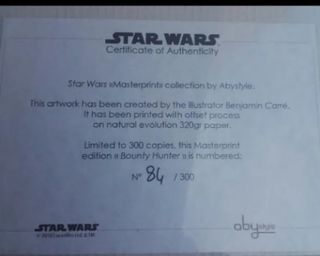 STAR WARS
Certificate of Authenticity
Star Wars «Masterprint» collection by Abystyle.
This artwork has been created by the illustrator Benjamin Carré.
It has been printed with offset process
on natural evolution 320gr paper.
Limited to 300 copies, this Masterprint
edition « Bounty Hunter » is numbered:
N° 84 / 300
STAR WARS
abystyle